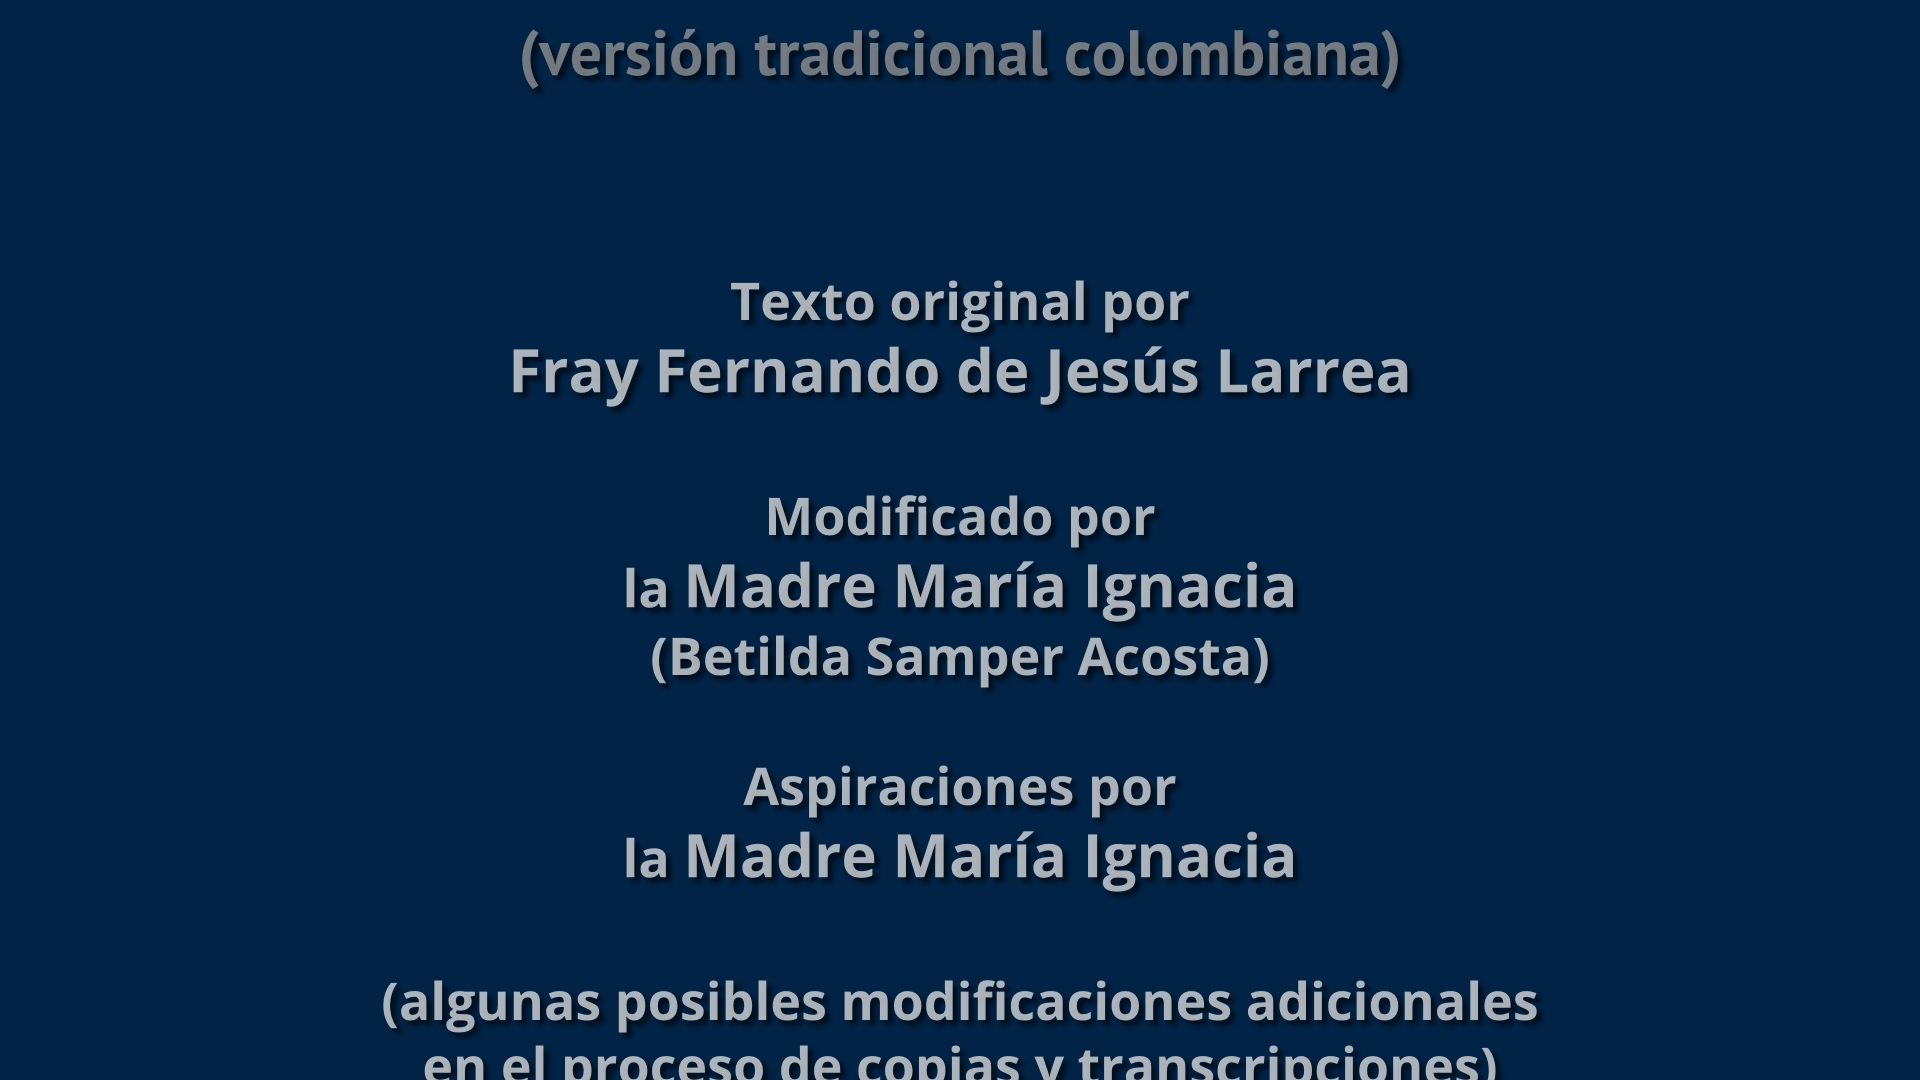 (versión tradicional colombiana)
Texto original por
Fray Fernando de Jesús Larrea
Modificado por
la Madre María Ignacia
(Betilda Samper Acosta)
Aspiraciones por
la Madre María Ignacia
(algunas posibles modificaciones adicionales
en el proceso de copias y transcripciones)